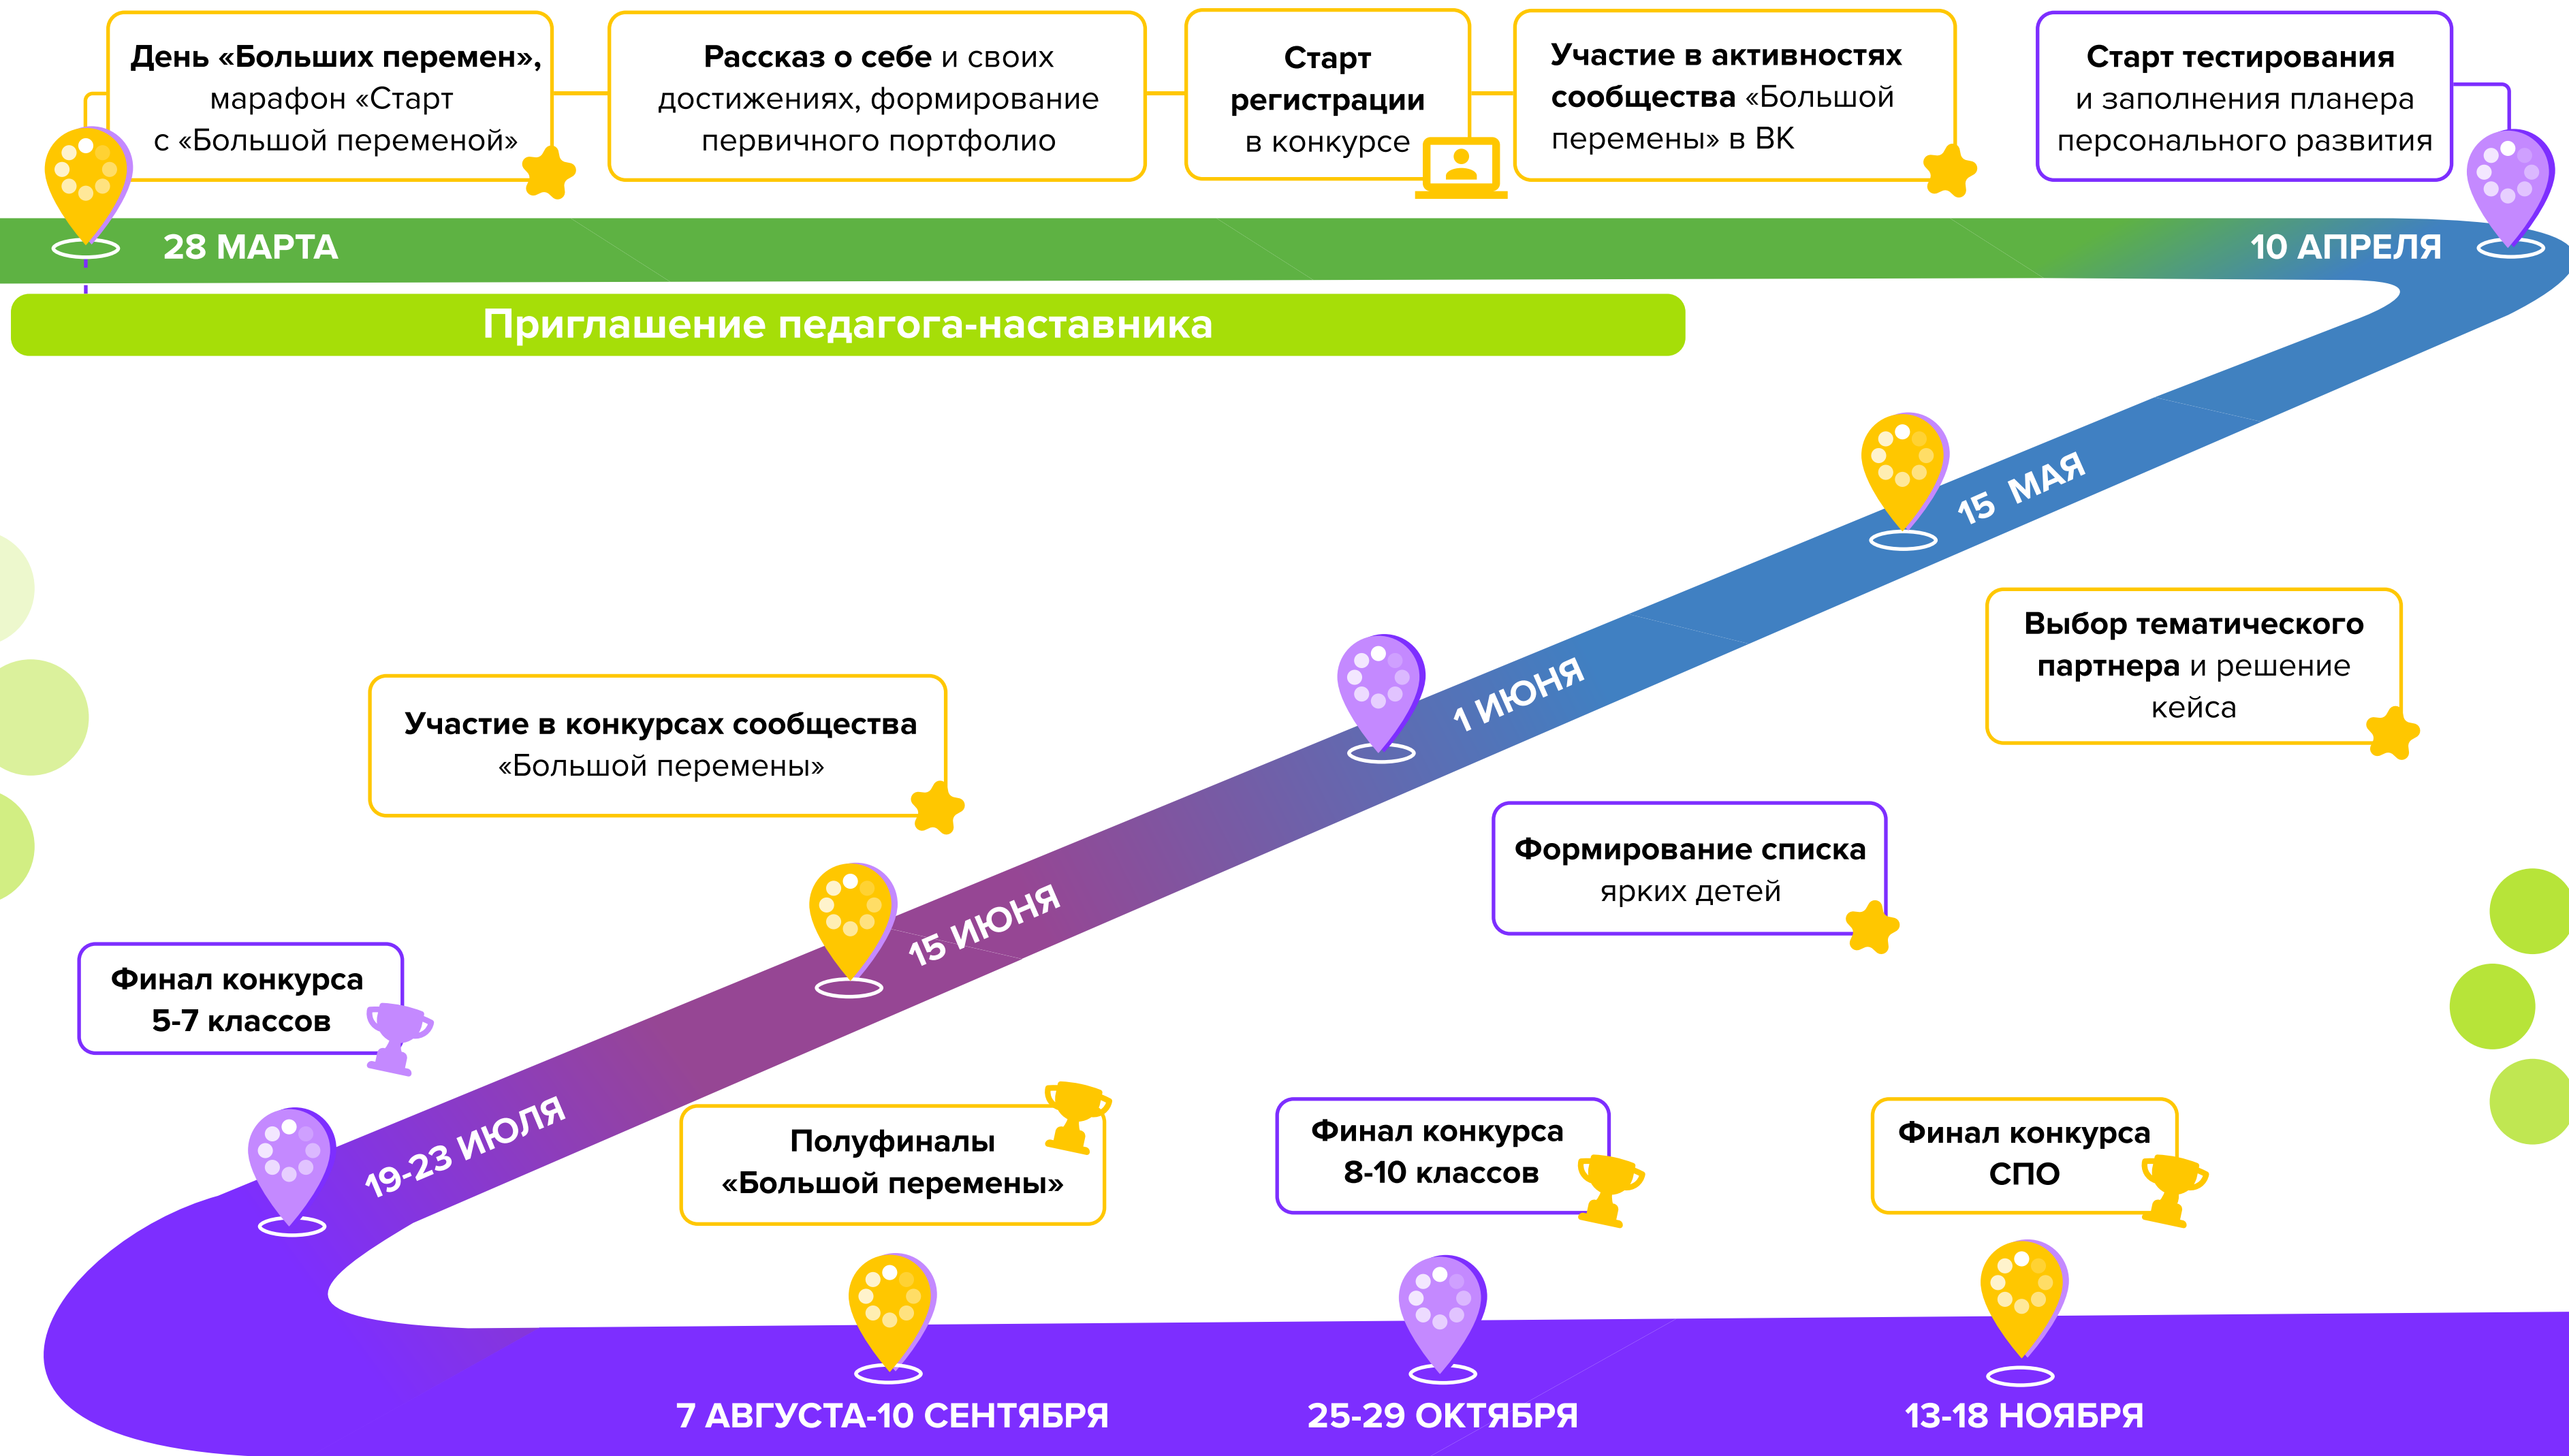 День «Больших перемен»,
марафон «Старт
с «Большой переменой»
Рассказ о себе и своих
достижениях, формирование
первичного портфолио
Старт
регистрации
в конкурсе
Участие в активностях
сообщества «Большой
перемены» в ВК
Старт тестирования
и заполнения планера
персонального развития
28 МАРТА
10 АПРЕЛЯ
Приглашение педагога-наставника
15 МАЯ
Выбор тематического
партнера и решение
кейса
1 ИЮНЯ
Формирование списка
ярких детей
Участие в конкурсах сообщества
«Большой перемены»
15 ИЮНЯ
Финал конкурса
5-7 классов
19-23 ИЮЛЯ
Полуфиналы
«Большой перемены»
7 АВГУСТА-10 СЕНТЯБРЯ
Финал конкурса
8-10 классов
25-29 ОКТЯБРЯ
Финал конкурса
СПО
13-18 НОЯБРЯ